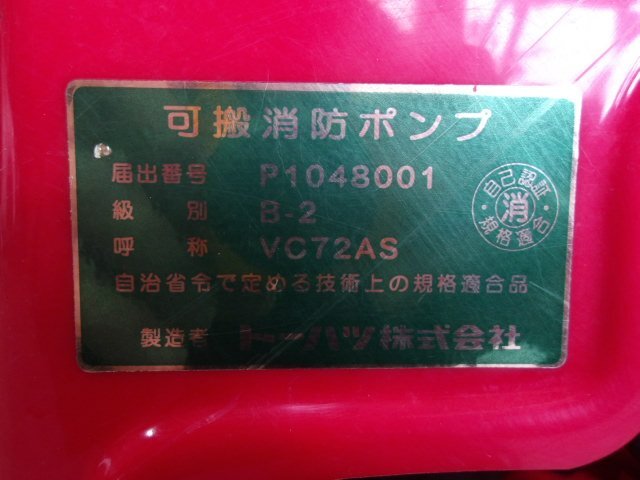 可搬消防ポンプ
届出番号 P1048001
級別 B-2
呼称 VC72AS
自己認証
消
規格適合
自治省令で定める技術上の規格適合品
製造者 トーハツ株式会社